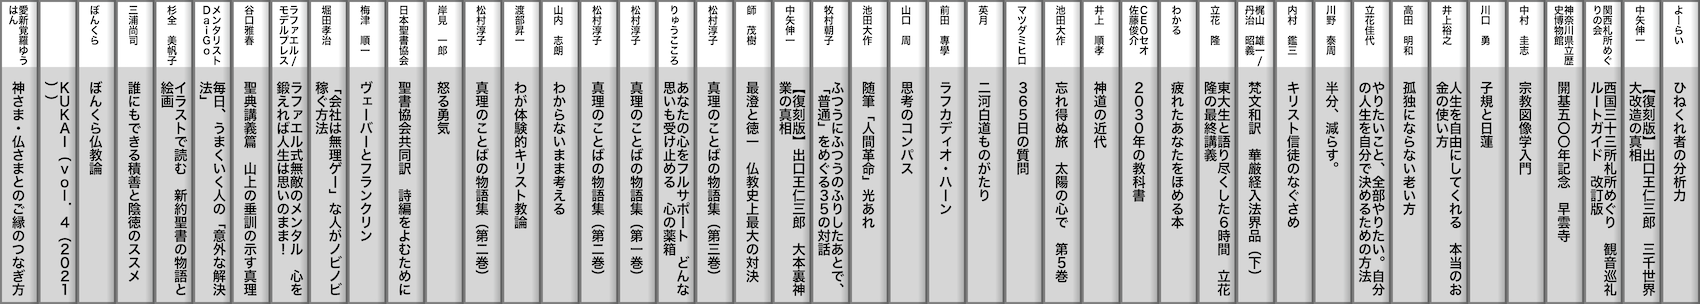 よーらい
ひねくれ者の分析力
中矢伸一
【復刻版】出口王仁三郎 三千世界
大改造の真相
関西札所めぐ
りの会
西国三十三所札所めぐり 観音巡礼
ルートガイド 改訂版
神奈川県立歴
史博物館
開基五〇〇年記念 早雲寺
中村 圭志
宗教図像学入門
川口 勇
子規と日蓮
井上裕之
人生を自由にしてくれる 本当のお
金の使い方
高田 明和
孤独にならない老い方
立花佳代
やりたいこと、全部やりたい。自分
の人生を自分で決めるための方法
川野 泰周
半分、減らす。
内村 鑑三
キリスト信徒のなぐさめ
梶山 雄一/
丹治 昭義
梵文和訳 華厳経入法界品（下）
立花 隆
東大生と語り尽くした６時間 立花
隆の最終講義
わかる
疲れたあなたをほめる本
ＣＥＯセオ
佐藤俊介
２０３０年の教科書
井上 順孝
神道の近代
池田大作
忘れ得ぬ旅 太陽の心で 第５巻
マツダミヒロ
３６５日の質問
英月
二河白道ものがたり
前田 專學
ラフカディオ・ハーン
山口 周
思考のコンパス
池田大作
随筆「人間革命」光あれ
牧村朝子
ふつうにふつうのふりしたあとで、
「普通」をめぐる３５の対話
中矢伸一
【復刻版】出口王仁三郎 大本裏神
業の真相
師 茂樹
最澄と徳一 仏教史上最大の対決
松村淳子
真理のことばの物語集（第三巻）
りゅうこころ
あなたの心をフルサポート どんな
思いも受け止める 心の薬箱
松村淳子
真理のことばの物語集（第一巻）
松村淳子
真理のことばの物語集（第二巻）
山内 志朗
わからないまま考える
渡部昇一
わが体験的キリスト教論
松村淳子
真理のことばの物語集（第二巻）
岸見 一郎
怒る勇気
日本聖書協会
聖書協会共同訳 詩編をよむために
梅津 順一
ヴェーバーとフランクリン
堀田孝治
「会社は無理ゲー」な人がノビノビ
稼ぐ方法
ラファエル/
モデルプレス
ラファエル式無敵のメンタル 心を
鍛えれば人生は思いのまま！
谷口雅春
聖典講義篇 山上の垂訓の示す真理
メンタリスト
ＤａｉＧｏ
毎日、うまくいく人の「意外な解決
法」
杉全 美帆子
イラストで読む 新約聖書の物語と
絵画
三浦尚司
誰にもできる積善と陰徳のススメ
ぼんくら
ぼんくら仏教論
ＫＵＫＡＩ（ｖｏｌ．４（２０２１
））
愛新覚羅ゆう
はん
神さま・仏さまとのご縁のつなぎ方